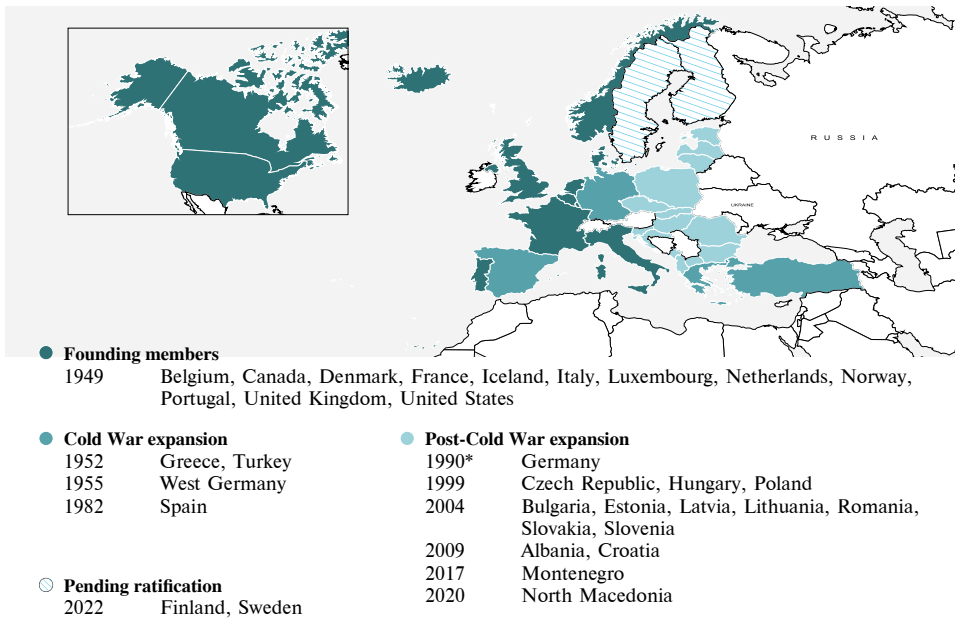 RUSSIA
UKRAINE
Founding members
1949 Belgium, Canada, Denmark, France, Iceland, Italy, Luxembourg, Netherlands, Norway,
Portugal, United Kingdom, United States
Cold War expansion
1952 Greece, Turkey
1955 West Germany
1982 Spain
Post-Cold War expansion
1990* Germany
1999 Czech Republic, Hungary, Poland
2004 Bulgaria, Estonia, Latvia, Lithuania, Romania,
Slovakia, Slovenia
2009 Albania, Croatia
2017 Montenegro
2020 North Macedonia
Pending ratification
2022 Finland, Sweden